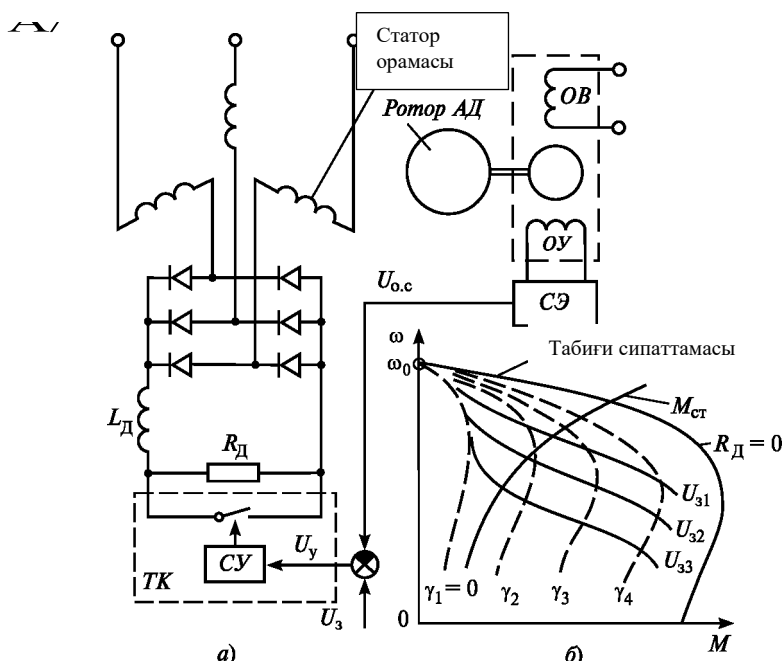 Статор
орамасы
Ротор АД
ОВ
ОУ
СЭ
Uо.с
ω
ω0
Табиғи сипаттамасы
Mст
RД = 0
LД
RД
Uз1
Uз2
Uз3
Uу
СУ
ТК
γ1 = 0
γ2
γ3
γ4
Uз
0
M
а)
б)